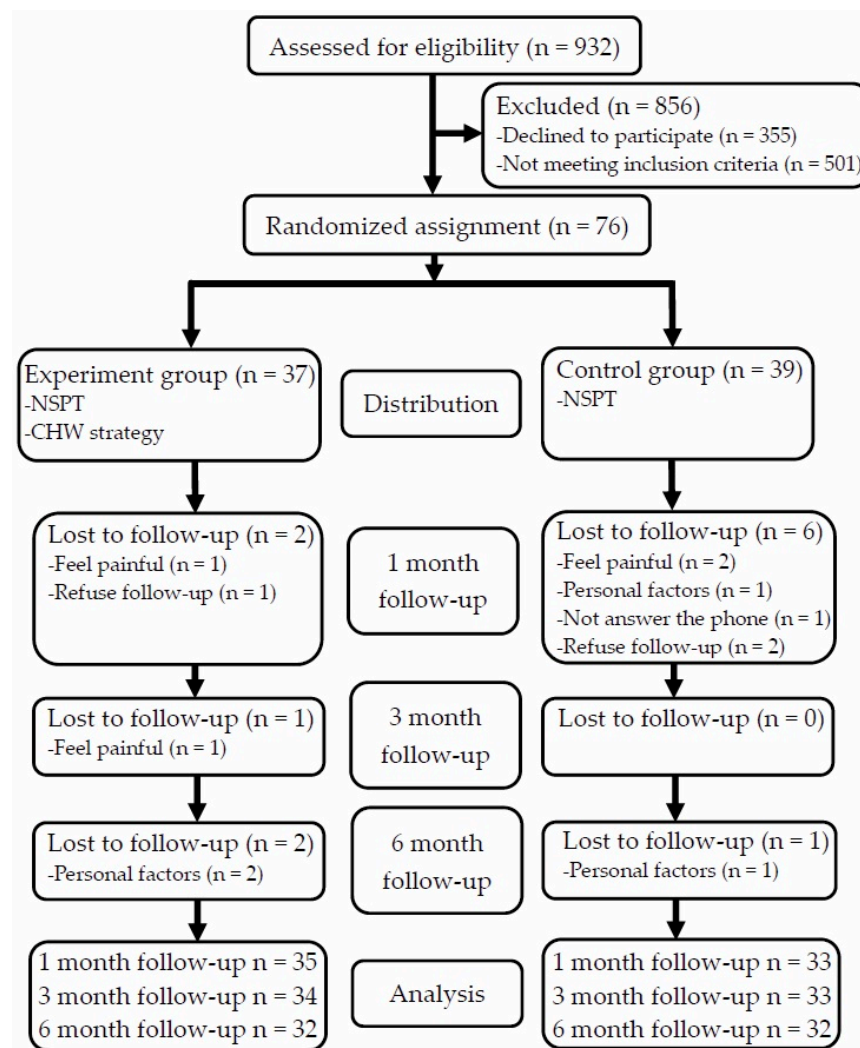 Assessed for eligibility (n = 932)
Excluded (n = 856)
-Declined to participate (n = 355)
-Not meeting inclusion criteria (n = 501)
Randomized assignment (n = 76)
Experiment group (n = 37)
-NSPT
-CHW strategy
Distribution
Control group (n = 39)
-NSPT
Lost to follow-up (n = 2)
-Feel painful (n = 1)
-Refuse follow-up (n = 1)
1 month
follow-up
Lost to follow-up (n = 6)
-Feel painful (n = 2)
-Personal factors (n = 1)
-Not answer the phone (n = 1)
-Refuse follow-up (n = 2)
Lost to follow-up (n = 1)
-Feel painful (n = 1)
3 month
follow-up
Lost to follow-up (n = 0)
Lost to follow-up (n = 2)
-Personal factors (n = 2)
6 month
follow-up
Lost to follow-up (n = 1)
-Personal factors (n = 1)
1 month follow-up n = 35
3 month follow-up n = 34
6 month follow-up n = 32
Analysis
1 month follow-up n = 33
3 month follow-up n = 33
6 month follow-up n = 32